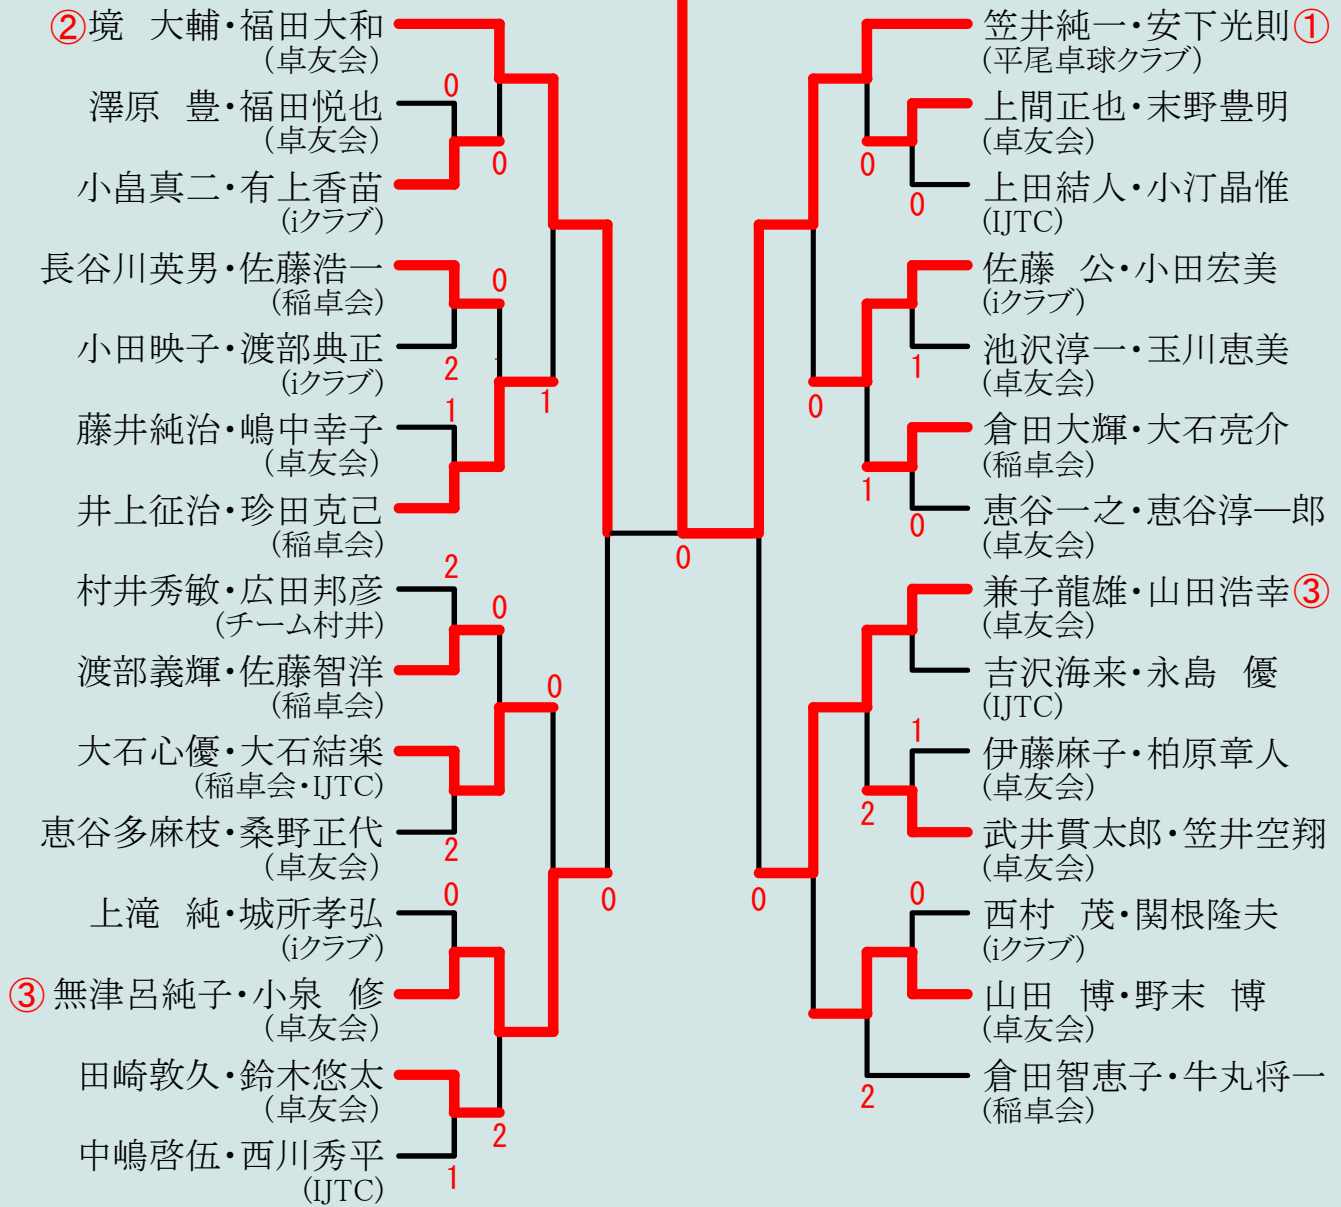 ②境　大輔・福田大和
(卓友会)
0
澤原　豊・福田悦也
(卓友会)
0
小畠真二・有上香苗
(iクラブ)
長谷川英男・佐藤浩一
0
(稲卓会)
小田映子・渡部典正
2
(iクラブ)
1
1
藤井純治・嶋中幸子
(卓友会)
井上征治・珍田克己
(稲卓会)
2
村井秀敏・広田邦彦
0
(チーム村井)
渡部義輝・佐藤智洋
0
(稲卓会)
大石心優・大石結楽
(稲卓会・IJTC)
恵谷多麻枝・桑野正代
2
(卓友会)
0
0
上滝　純・城所孝弘
(iクラブ)
③無津呂純子・小泉　修
(卓友会)
田崎敦久・鈴木悠太
(卓友会)
2
中嶋啓伍・西川秀平
1
(IJTC)
0
笠井純一・安下光則①
(平尾卓球クラブ)
上間正也・末野豊明
(卓友会)
0
上田結人・小汀晶惟
0
(IJTC)
佐藤　公・小田宏美
(iクラブ)
池沢淳一・玉川恵美
1
(卓友会)
0
倉田大輝・大石亮介
(稲卓会)
1
恵谷一之・恵谷淳一郎
0
(卓友会)
兼子龍雄・山田浩幸③
(卓友会)
吉沢海来・永島　優
(IJTC)
1
伊藤麻子・柏原章人
(卓友会)
2
武井貫太郎・笠井空翔
(卓友会)
0
0
西村　茂・関根隆夫
(iクラブ)
山田　博・野末　博
(卓友会)
倉田智恵子・牛丸将一
2
(稲卓会)